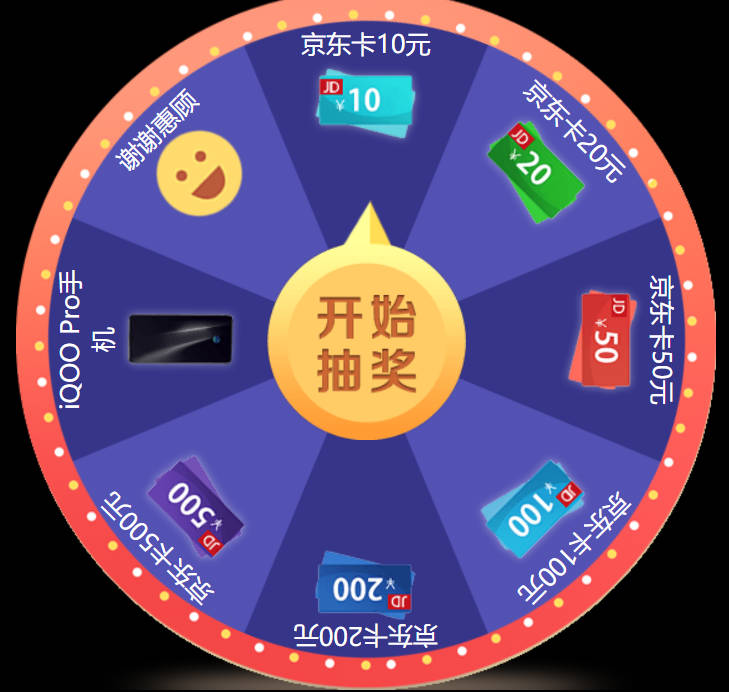 京东卡10元
JD
¥10
京东卡20元
JD
¥20
京东卡50元
JD
¥50
京东卡100元
JD
¥100
京东卡200元
JD
¥200
京东卡500元
JD
¥500
iQOO Pro手
机
谢谢惠顾
开始
抽奖